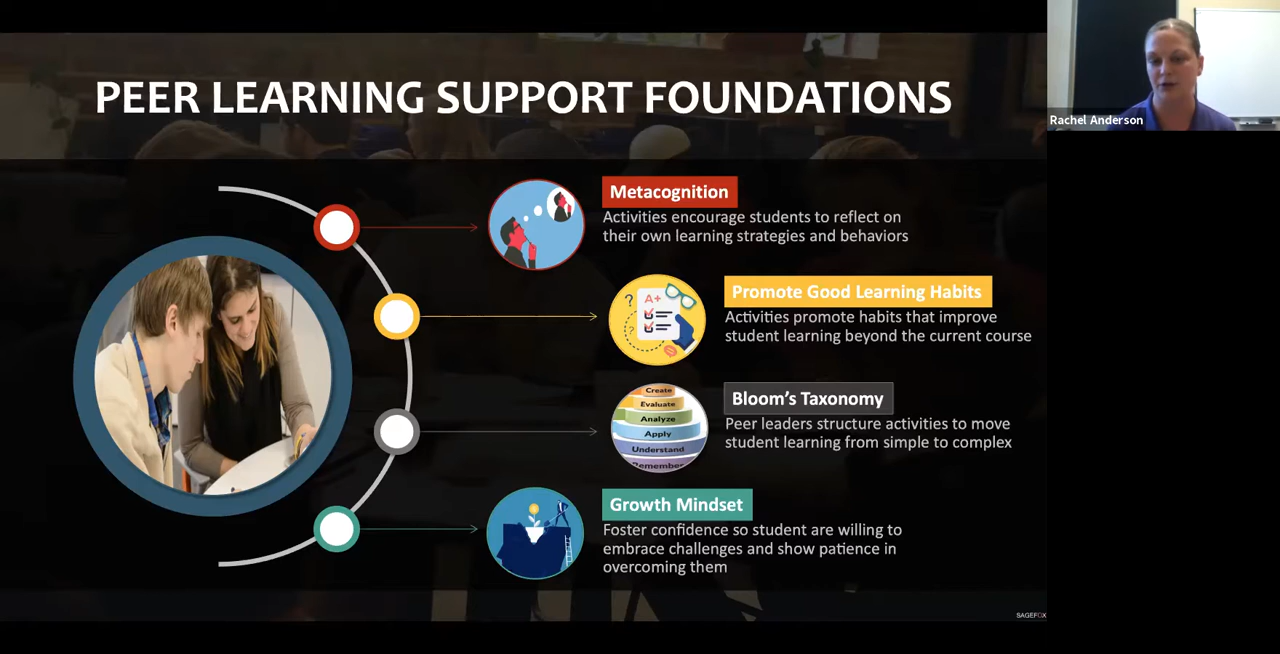 PEER LEARNING SUPPORT FOUNDATIONS
Rachel Anderson
Metacognition
Activities encourage students to reflect on
their own learning strategies and behaviors
A+
?
?
Promote Good Learning Habits
Activities promote habits that improve
student learning beyond the current course
Create
Evaluate
Analyze
Apply
Understand
Remember
Bloom's Taxonomy
Peer leaders structure activities to move
student learning from simple to complex
Growth Mindset
Foster confidence so student are willing to
embrace challenges and show patience in
overcoming them
SAGEFOX